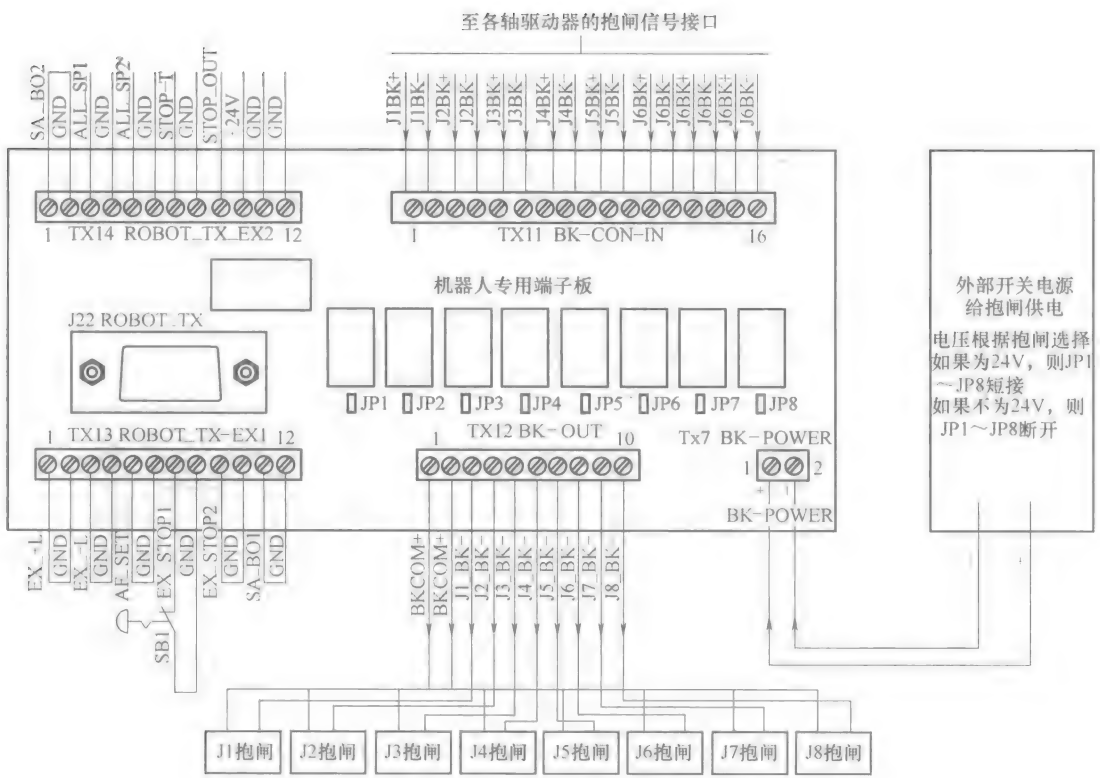 至各轴驱动器的抱闸信号接口
SA_BO2
GND
ALL_SP1
GND
ALL_SP2
GND
STOP-T
GND
STOP_OUT
24V
GND
GND
J1BK+
J1BK-
J2BK+
J2BK-
J3BK+
J3BK-
J4BK+
J4BK-
J5BK+
J5BK-
J6BK+
J6BK-
J6BK+
J6BK-
J6BK+
J6BK-
1 TX14 ROBOT_TX_EX2 12
1 TX11 BK-CON-IN 16
机器人专用端子板
J22 ROBOT_TX
JP1 JP2 JP3 JP4 JP5 JP6 JP7 JP8
1 TX13 ROBOT_TX-EX1 12
1 TX12 BK-OUT 10
Tx7 BK-POWER
1 2
+
BK-POWER
外部开关电源
给抱闸供电
电压根据抱闸选择
如果为24V，则JP1
～JP8短接
如果不为24V，则
JP1～JP8断开
EX_+L
GND
EX_-L
GND
AF_SET
GND
EX_STOP1
GND
EX_STOP2
GND
SA_BO1
GND
SB1
BKCOM+
BKCOM+
J1_BK-
J2_BK-
J3_BK-
J4_BK-
J5_BK-
J6_BK-
J7_BK-
J8_BK-
J1抱闸 J2抱闸 J3抱闸 J4抱闸 J5抱闸 J6抱闸 J7抱闸 J8抱闸